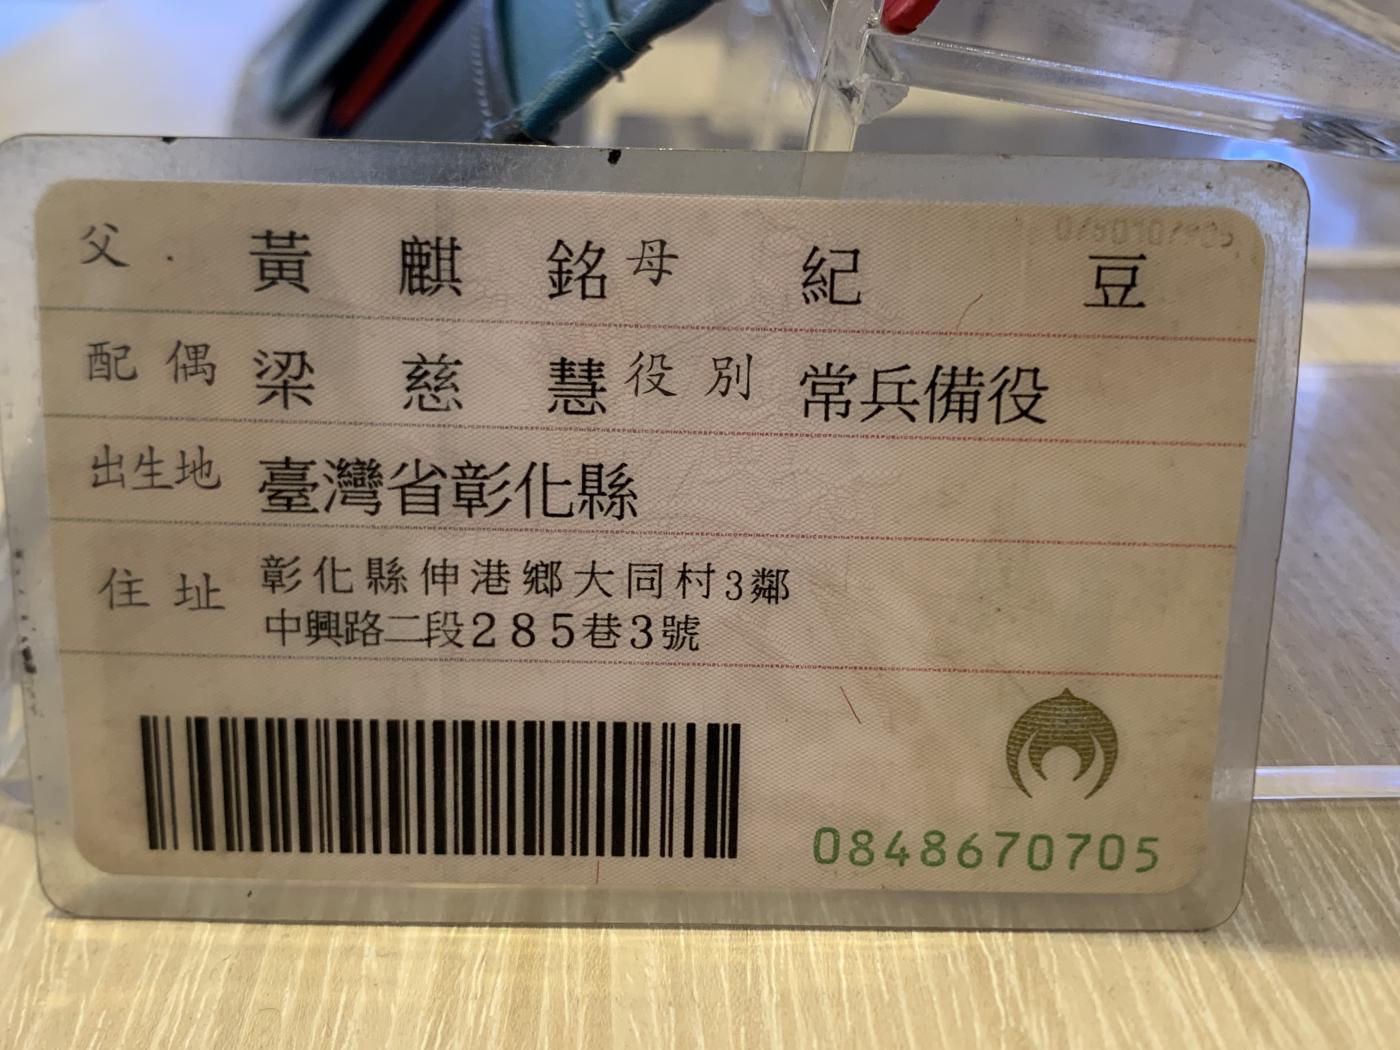 父 黃麒銘 母 紀豆
配偶 梁慈慧 役別 常兵備役
出生地 臺灣省彰化縣
住址 彰化縣伸港鄉大同村3鄰
中興路二段285巷3號
0848670705